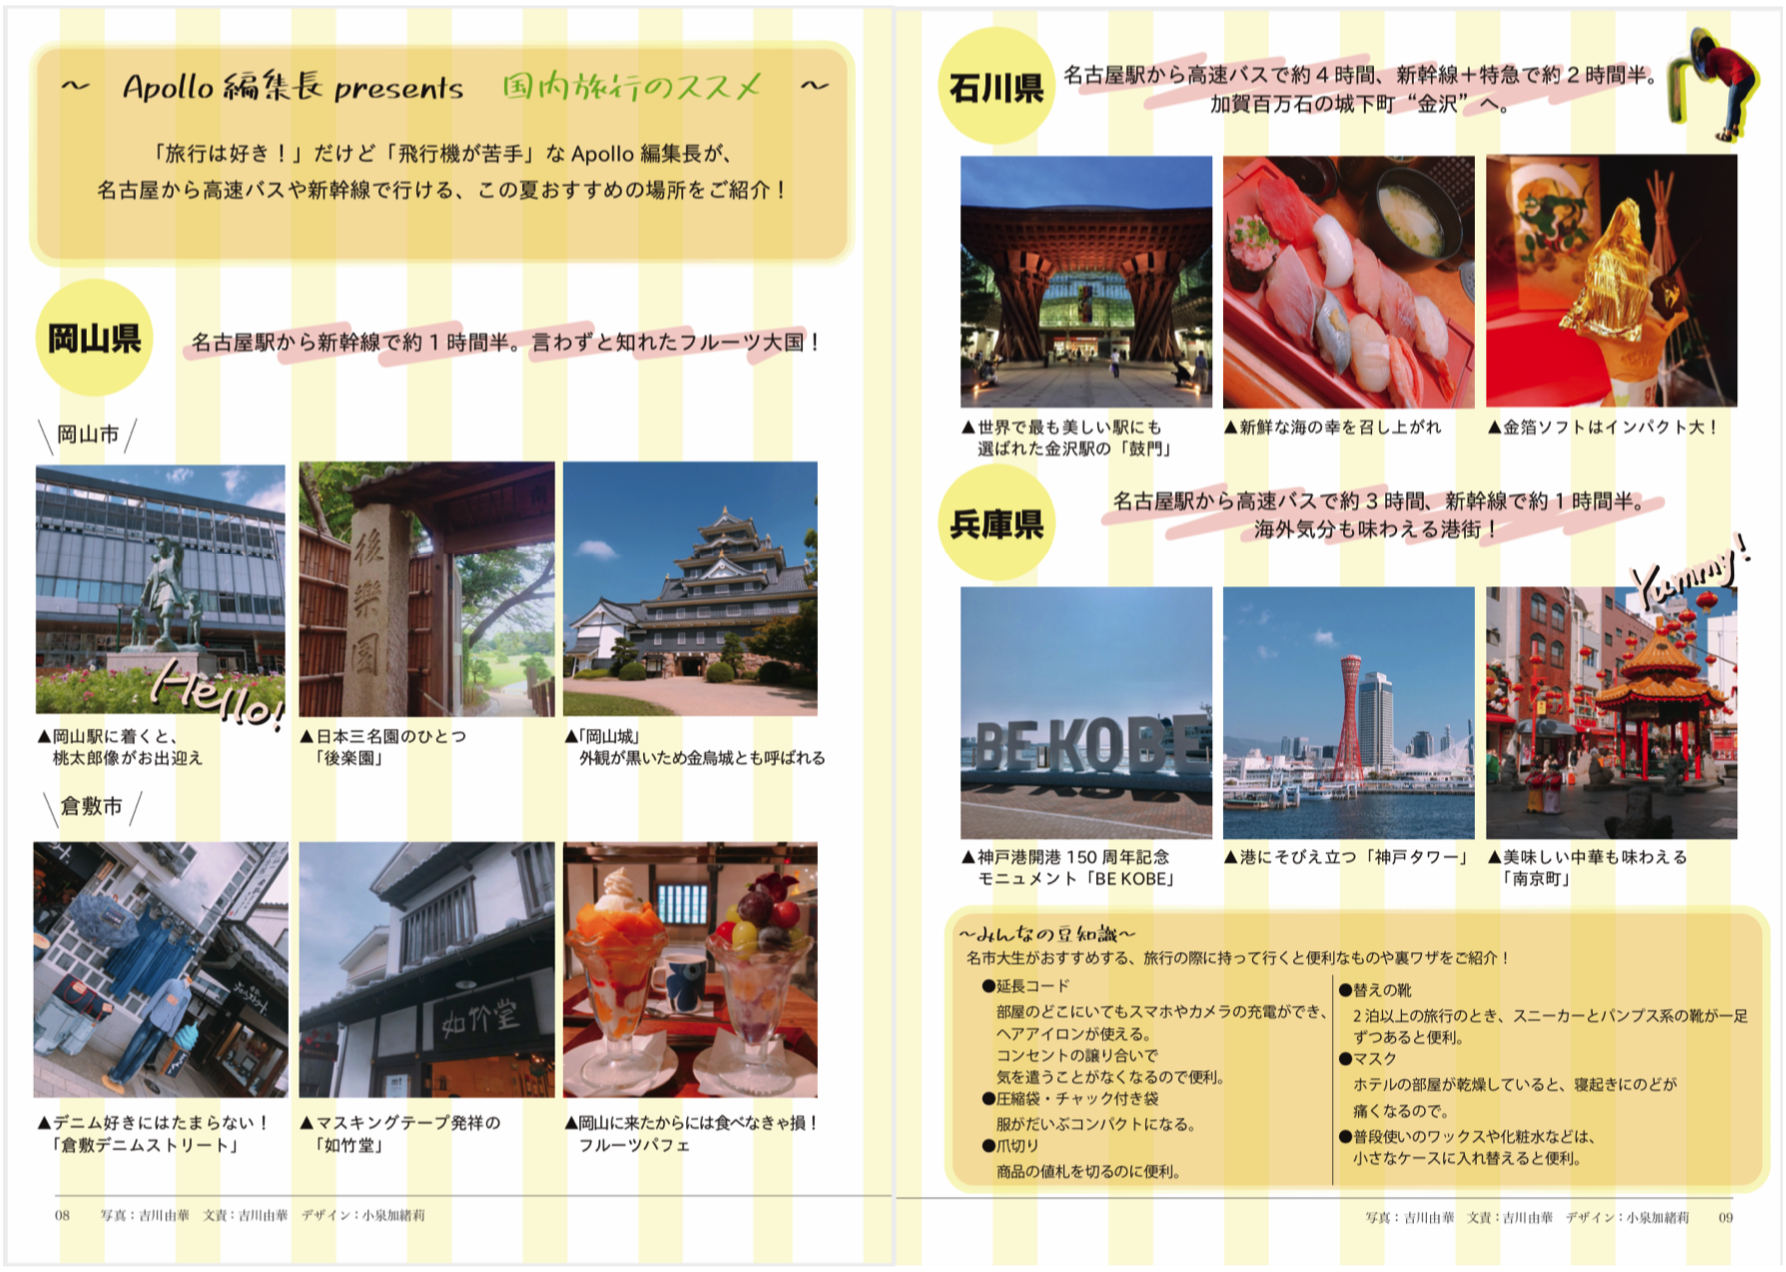 ～ Apollo 編集長 presents 国内旅行のススメ ～
「旅行は好き！」だけど「飛行機が苦手」な Apollo 編集長が、
名古屋から高速バスや新幹線で行ける、この夏おすすめの場所をご紹介！
岡山県
名古屋駅から新幹線で約１時間半。言わずと知れたフルーツ大国！
\ 岡山市 /
後樂園
Hello!
▲岡山駅に着くと、
桃太郎像がお出迎え
▲日本三名園のひとつ
「後楽園」
▲「岡山城」
外観が黒いため金烏城とも呼ばれる
\ 倉敷市 /
如竹堂
▲デニム好きにはたまらない！
「倉敷デニムストリート」
▲マスキングテープ発祥の
「如竹堂」
▲岡山に来たからには食べなきゃ損！
フルーツパフェ
08 写真：吉川由華 文責：吉川由華 デザイン：小泉加緒莉
石川県
名古屋駅から高速バスで約４時間、新幹線＋特急で約２時間半。
加賀百万石の城下町 “金沢” へ。
▲世界で最も美しい駅にも
選ばれた金沢駅の「鼓門」
▲新鮮な海の幸を召し上がれ
▲金箔ソフトはインパクト大！
兵庫県
名古屋駅から高速バスで約３時間、新幹線で約１時間半。
海外気分も味わえる港街！
Yummy!
BE KOBE
▲神戸港開港 150 周年記念
モニュメント「BE KOBE」
▲港にそびえ立つ「神戸タワー」
▲美味しい中華も味わえる
「南京町」
～みんなの豆知識～
名市大生がおすすめする、旅行の際に持って行くと便利なものや裏ワザをご紹介！
●延長コード
部屋のどこにいてもスマホやカメラの充電ができ、
ヘアアイロンが使える。
コンセントの譲り合いで
気を遣うことがなくなるので便利。
●圧縮袋・チャック付き袋
服がだいぶコンパクトになる。
●爪切り
商品の値札を切るのに便利。
●替えの靴
２泊以上の旅行のとき、スニーカーとパンプス系の靴が一足
ずつあると便利。
●マスク
ホテルの部屋が乾燥していると、寝起きにのどが
痛くなるので。
●普段使いのワックスや化粧水などは、
小さなケースに入れ替えると便利。
写真：吉川由華 文責：吉川由華 デザイン：小泉加緒莉 09